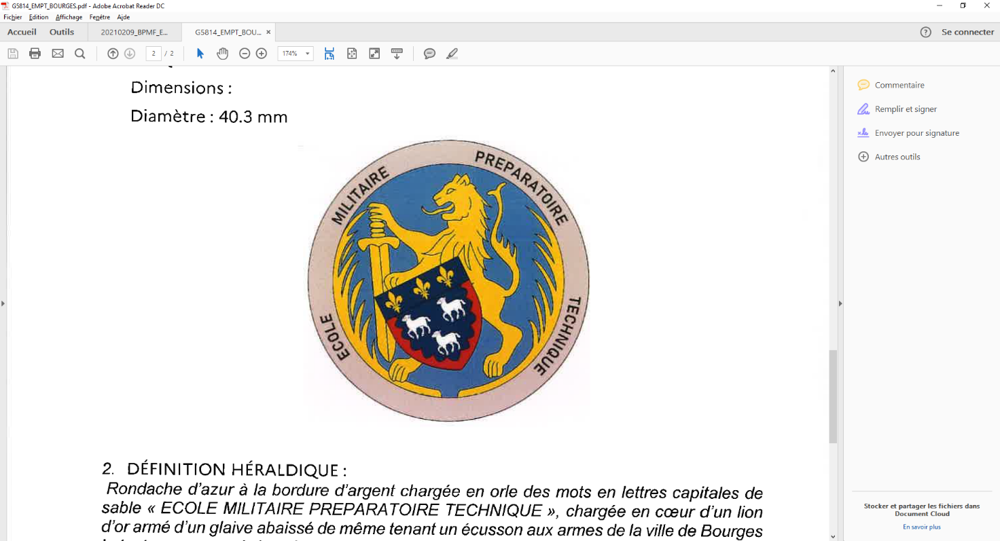 G5814_EMPT_BOURGES.pdf - Adobe Acrobat Reader DC
Fichier Edition Affichage Fenêtre Aide
Accueil Outils 20210209_BPMF_E... G5814_EMPT_BOU... × Se connecter
2 / 2 174%
Dimensions :
Diamètre : 40.3 mm
ECOLE MILITAIRE PREPARATOIRE TECHNIQUE
2. DÉFINITION HÉRALDIQUE :
Rondache d'azur à la bordure d'argent chargée en orle des mots en lettres capitales de
sable « ECOLE MILITAIRE PREPARATOIRE TECHNIQUE », chargée en cœur d'un lion
d'or armé d'un glaive abaissé de même tenant un écusson aux armes de la ville de Bourges
Commentaire
Remplir et signer
Envoyer pour signature
Autres outils
Stocker et partager les fichiers dans
Document Cloud
En savoir plus